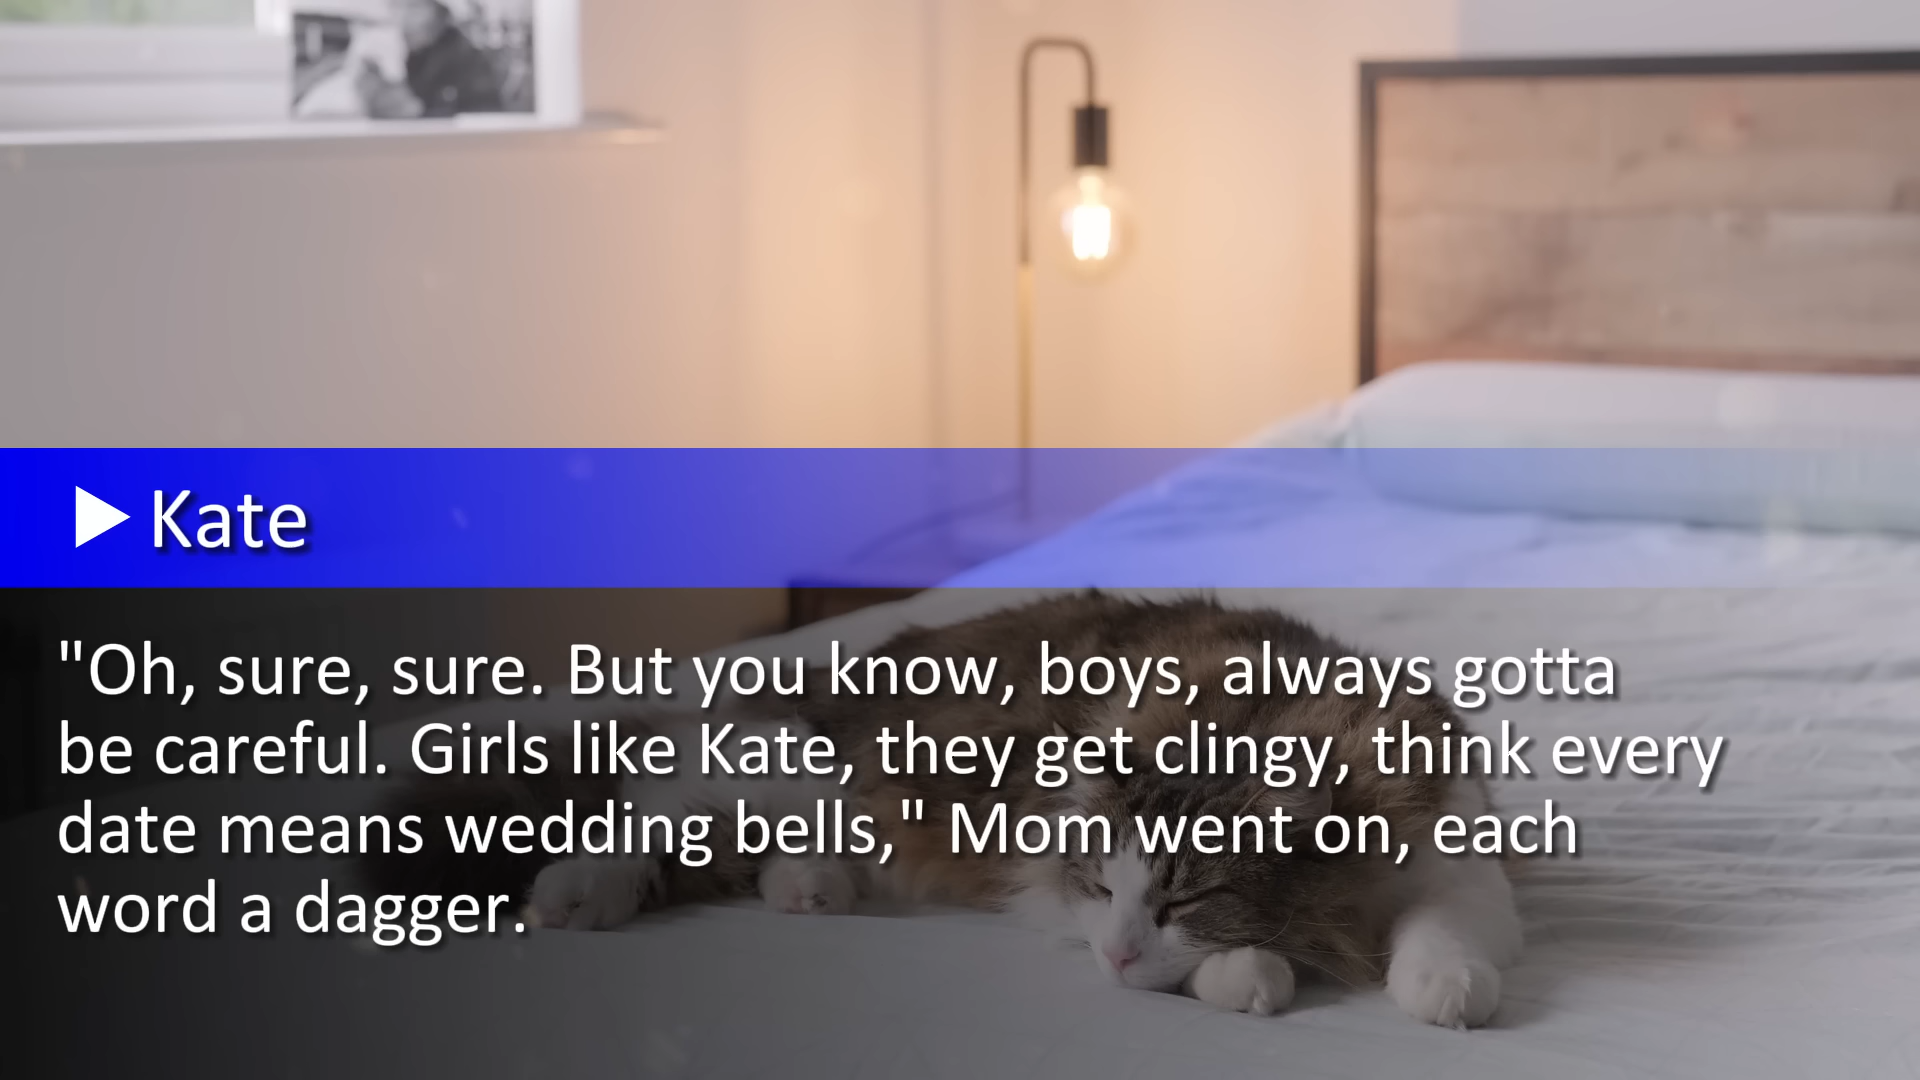 Kate
"Oh, sure, sure. But you know, boys, always gotta
be careful. Girls like Kate, they get clingy, think every
date means wedding bells," Mom went on, each
word a dagger.